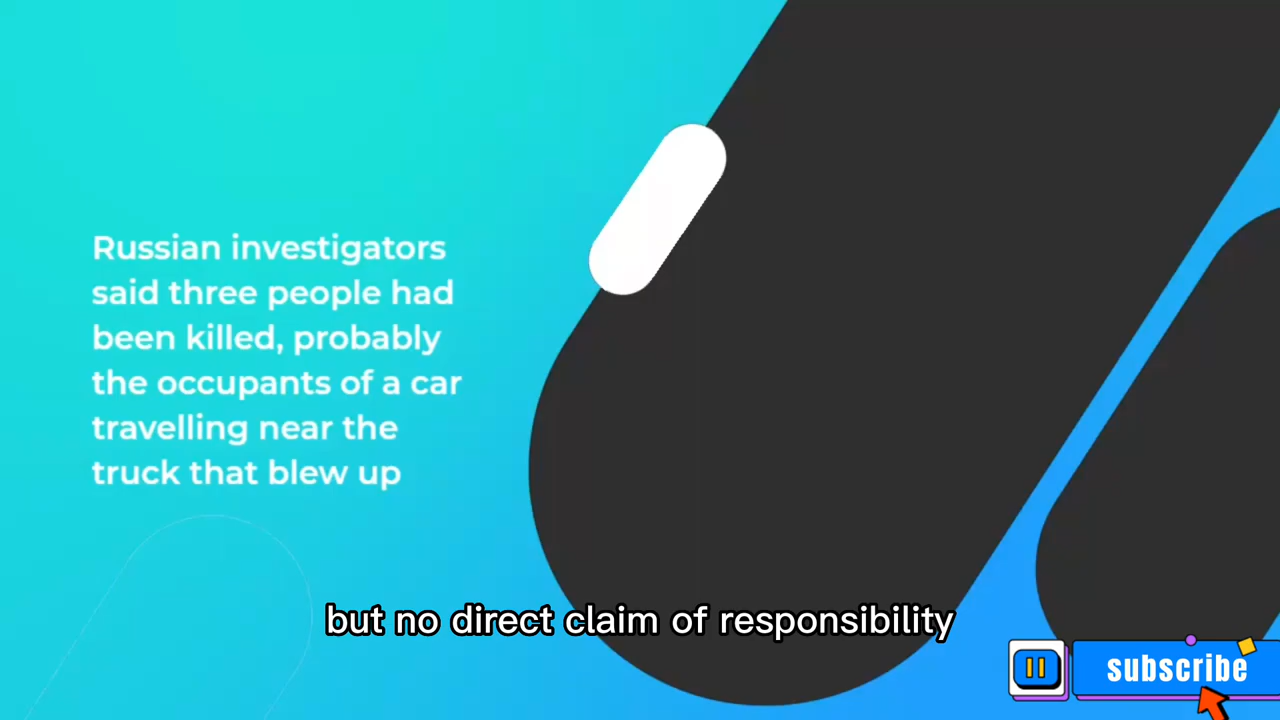 Russian investigators
said three people had
been killed, probably
the occupants of a car
travelling near the
truck that blew up
but no direct claim of responsibility
subscribe